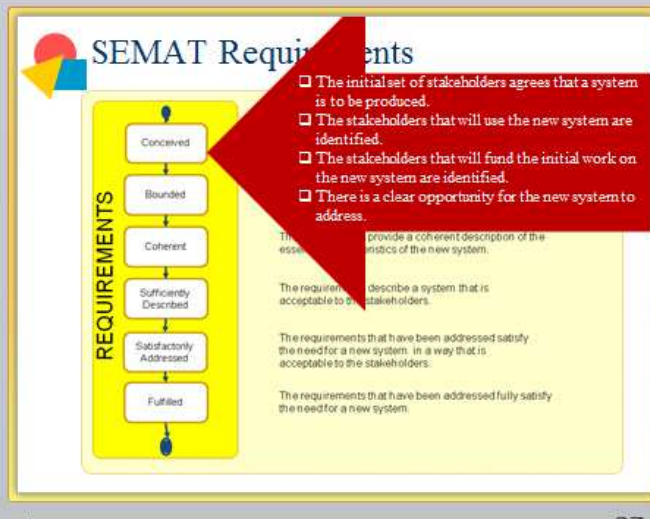 SEMAT Requi ents
☐ The initial set of stakeholders agrees that a system
is to be produced.
☐ The stakeholders that will use the new system are
identified.
☐ The stakeholders that will fund the initial work on
the new system are identified.
☐ There is a clear opportunity for the new system to
address.
REQUIREMENTS
Conceived
Bounded
Coherent
provide a coherent description of the
ristics of the new system.
Sufficiently
Described
The require describe a system that is
acceptable to th stakeholders.
Satisfactorily
Addressed
The requirements that have been addressed satisfy
the need for a new system in a way that is
acceptable to the stakeholders.
Fulfilled
The requirements that have been addressed fully satisfy
the need for a new system.